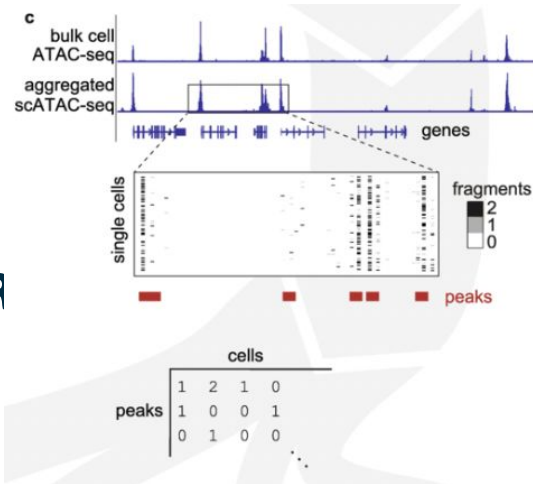 c
bulk cell
ATAC-seq
aggregated
scATAC-seq
genes
single cells
fragments
2
1
0
peaks
cells
peaks
1 2 1 0
1 0 0 1
0 1 0 0